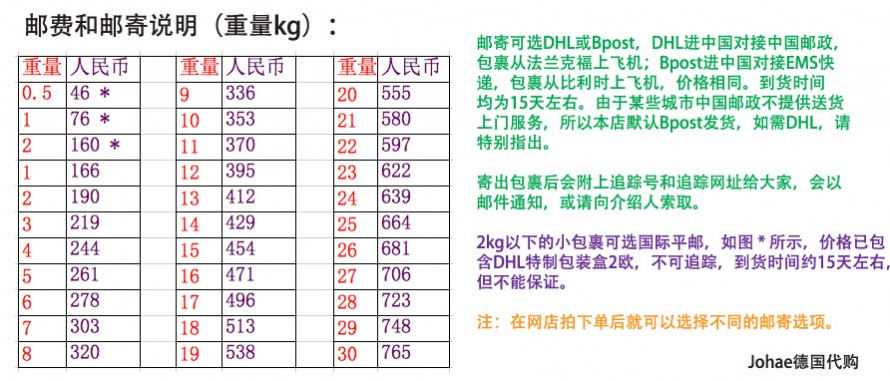 邮费和邮寄说明（重量kg）：
重量 人民币 重量 人民币 重量 人民币
0.5 46 * 9 336 20 555
1 76 * 10 353 21 580
2 160 * 11 370 22 597
1 166 12 395 23 622
2 190 13 412 24 639
3 219 14 429 25 664
4 244 15 454 26 681
5 261 16 471 27 706
6 278 17 496 28 723
7 303 18 513 29 748
8 320 19 538 30 765
邮寄可选DHL或Bpost，DHL进中国对接中国邮政，
包裹从法兰克福上飞机；Bpost进中国对接EMS快
递，包裹从比利时上飞机，价格相同。到货时间
均为15天左右。由于某些城市中国邮政不提供送货
上门服务，所以本店默认Bpost发货，如需DHL，请
特别指出。
寄出包裹后会附上追踪号和追踪网址给大家，会以
邮件通知，或请向介绍人索取。
2kg以下的小包裹可选国际平邮，如图 * 所示，价格已包
含DHL特制包装盒2欧，不可追踪，到货时间约15天左右，
但不能保证。
注：在网店拍下单后就可以选择不同的邮寄选项。
Johae德国代购